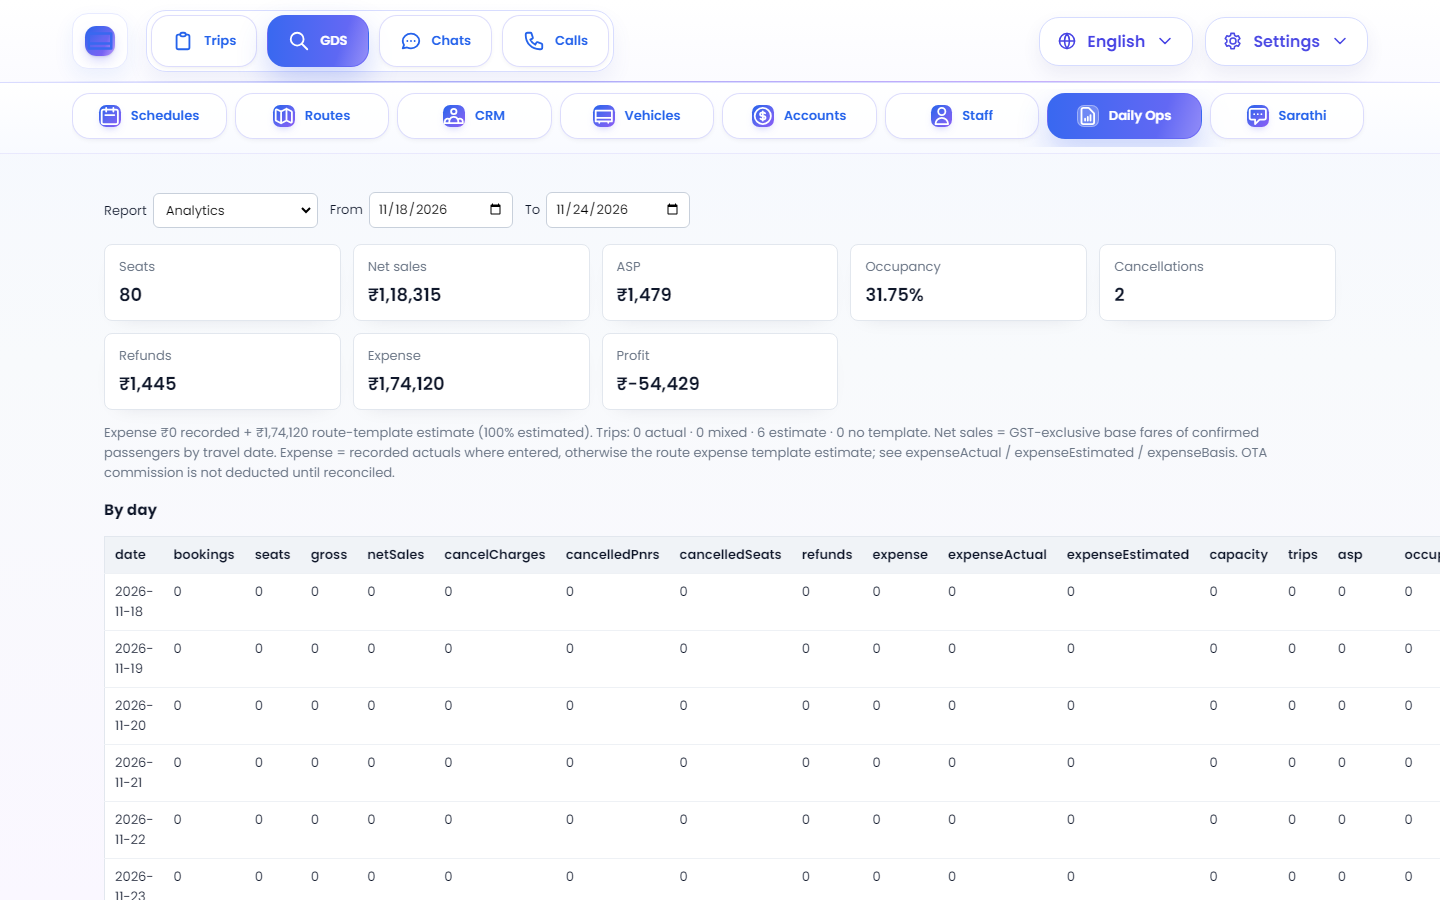 Trips
GDS
Chats
Calls
English
Settings
Schedules
Routes
CRM
Vehicles
Accounts
Staff
Daily Ops
Sarathi
Report Analytics From 11/18/2026 To 11/24/2026
Seats
80
Net sales
₹1,18,315
ASP
₹1,479
Occupancy
31.75%
Cancellations
2
Refunds
₹1,445
Expense
₹1,74,120
Profit
₹-54,429
Expense ₹0 recorded + ₹1,74,120 route-template estimate (100% estimated). Trips: 0 actual · 0 mixed · 6 estimate · 0 no template. Net sales = GST-exclusive base fares of confirmed
passengers by travel date. Expense = recorded actuals where entered, otherwise the route expense template estimate; see expenseActual / expenseEstimated / expenseBasis. OTA
commission is not deducted until reconciled.
By day
date bookings seats gross netSales cancelCharges cancelledPnrs cancelledSeats refunds expense expenseActual expenseEstimated capacity trips asp
2026-
11-18 0 0 0 0 0 0 0 0 0 0 0 0 0 0 0
2026-
11-19 0 0 0 0 0 0 0 0 0 0 0 0 0 0 0
2026-
11-20 0 0 0 0 0 0 0 0 0 0 0 0 0 0 0
2026-
11-21 0 0 0 0 0 0 0 0 0 0 0 0 0 0 0
2026-
11-22 0 0 0 0 0 0 0 0 0 0 0 0 0 0 0
2026-
11-23 0 0 0 0 0 0 0 0 0 0 0 0 0 0 0